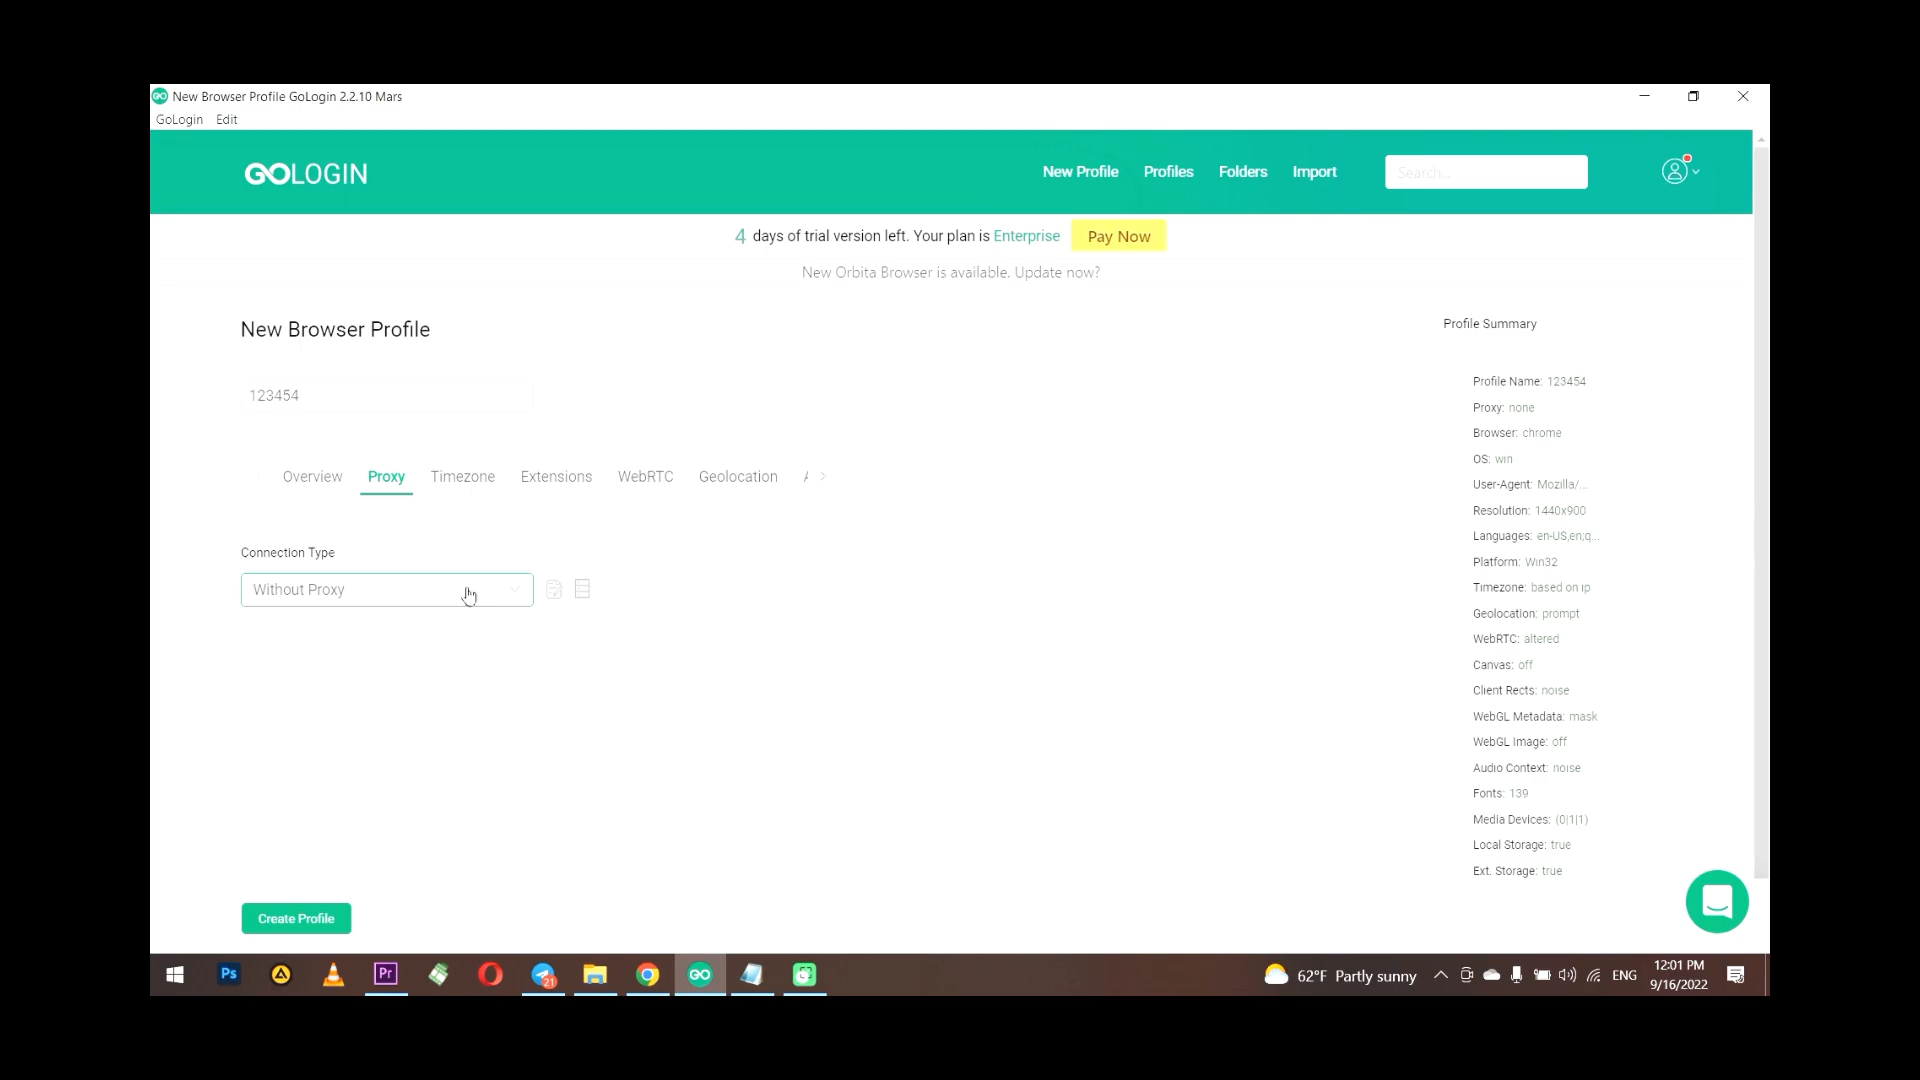 New Browser Profile GoLogin 2.2.10 Mars
GoLogin Edit
GOLOGIN
New Profile Profiles Folders Import Search...
4 days of trial version left. Your plan is Enterprise Pay Now
New Orbita Browser is available. Update now?
New Browser Profile
123454
Overview Proxy Timezone Extensions WebRTC Geolocation
Connection Type
Without Proxy
Create Profile
Profile Summary
Profile Name: 123454
Proxy: none
Browser: chrome
OS: win
User-Agent: Mozilla/...
Resolution: 1440x900
Languages: en-US,en;q...
Platform: Win32
Timezone: based on ip
Geolocation: prompt
WebRTC: altered
Canvas: off
Client Rects: noise
WebGL Metadata: mask
WebGL Image: off
Audio Context: noise
Fonts: 139
Media Devices: (0|1|1)
Local Storage: true
Ext. Storage: true
Ps Pr 21 GO
62°F Partly sunny ENG
12:01 PM
9/16/2022